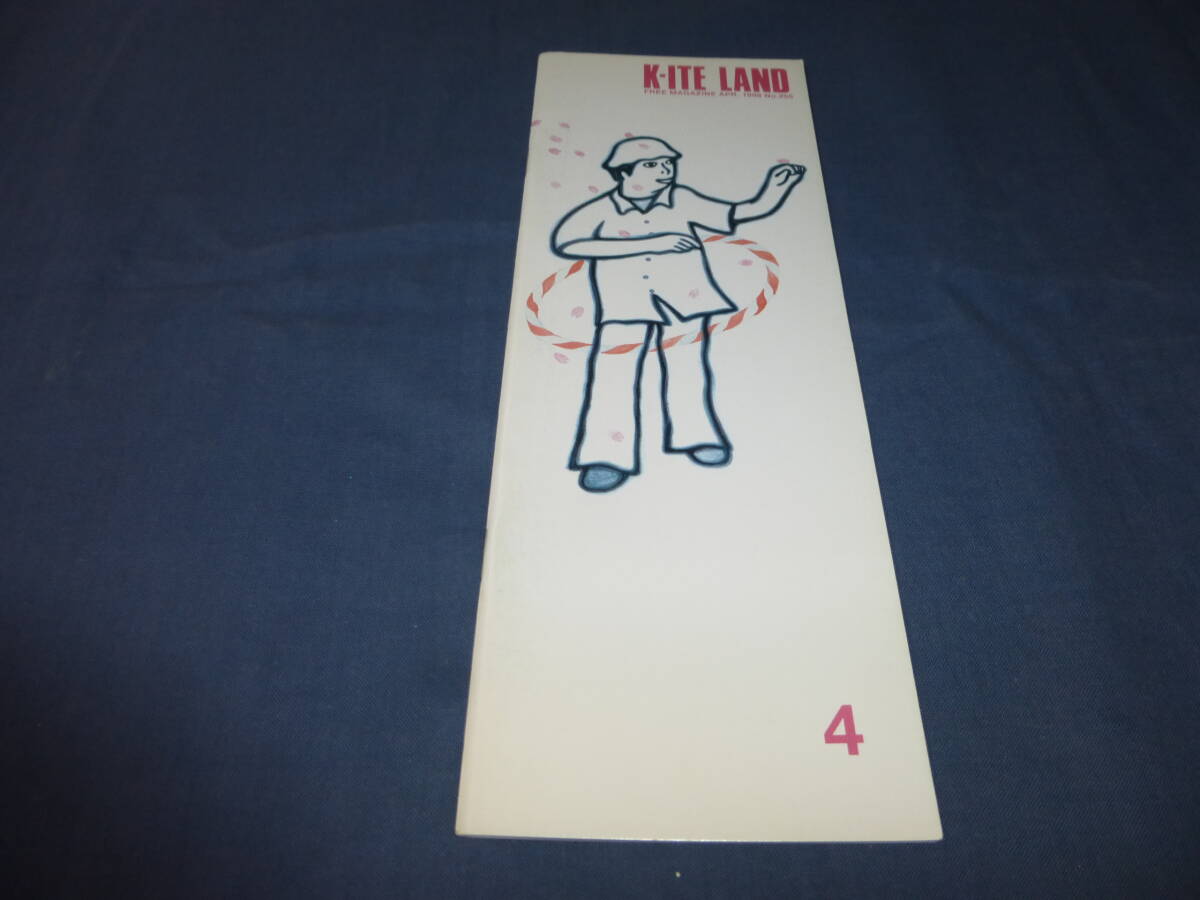 K-ITE LAND
FREE MAGAZINE APR.
4